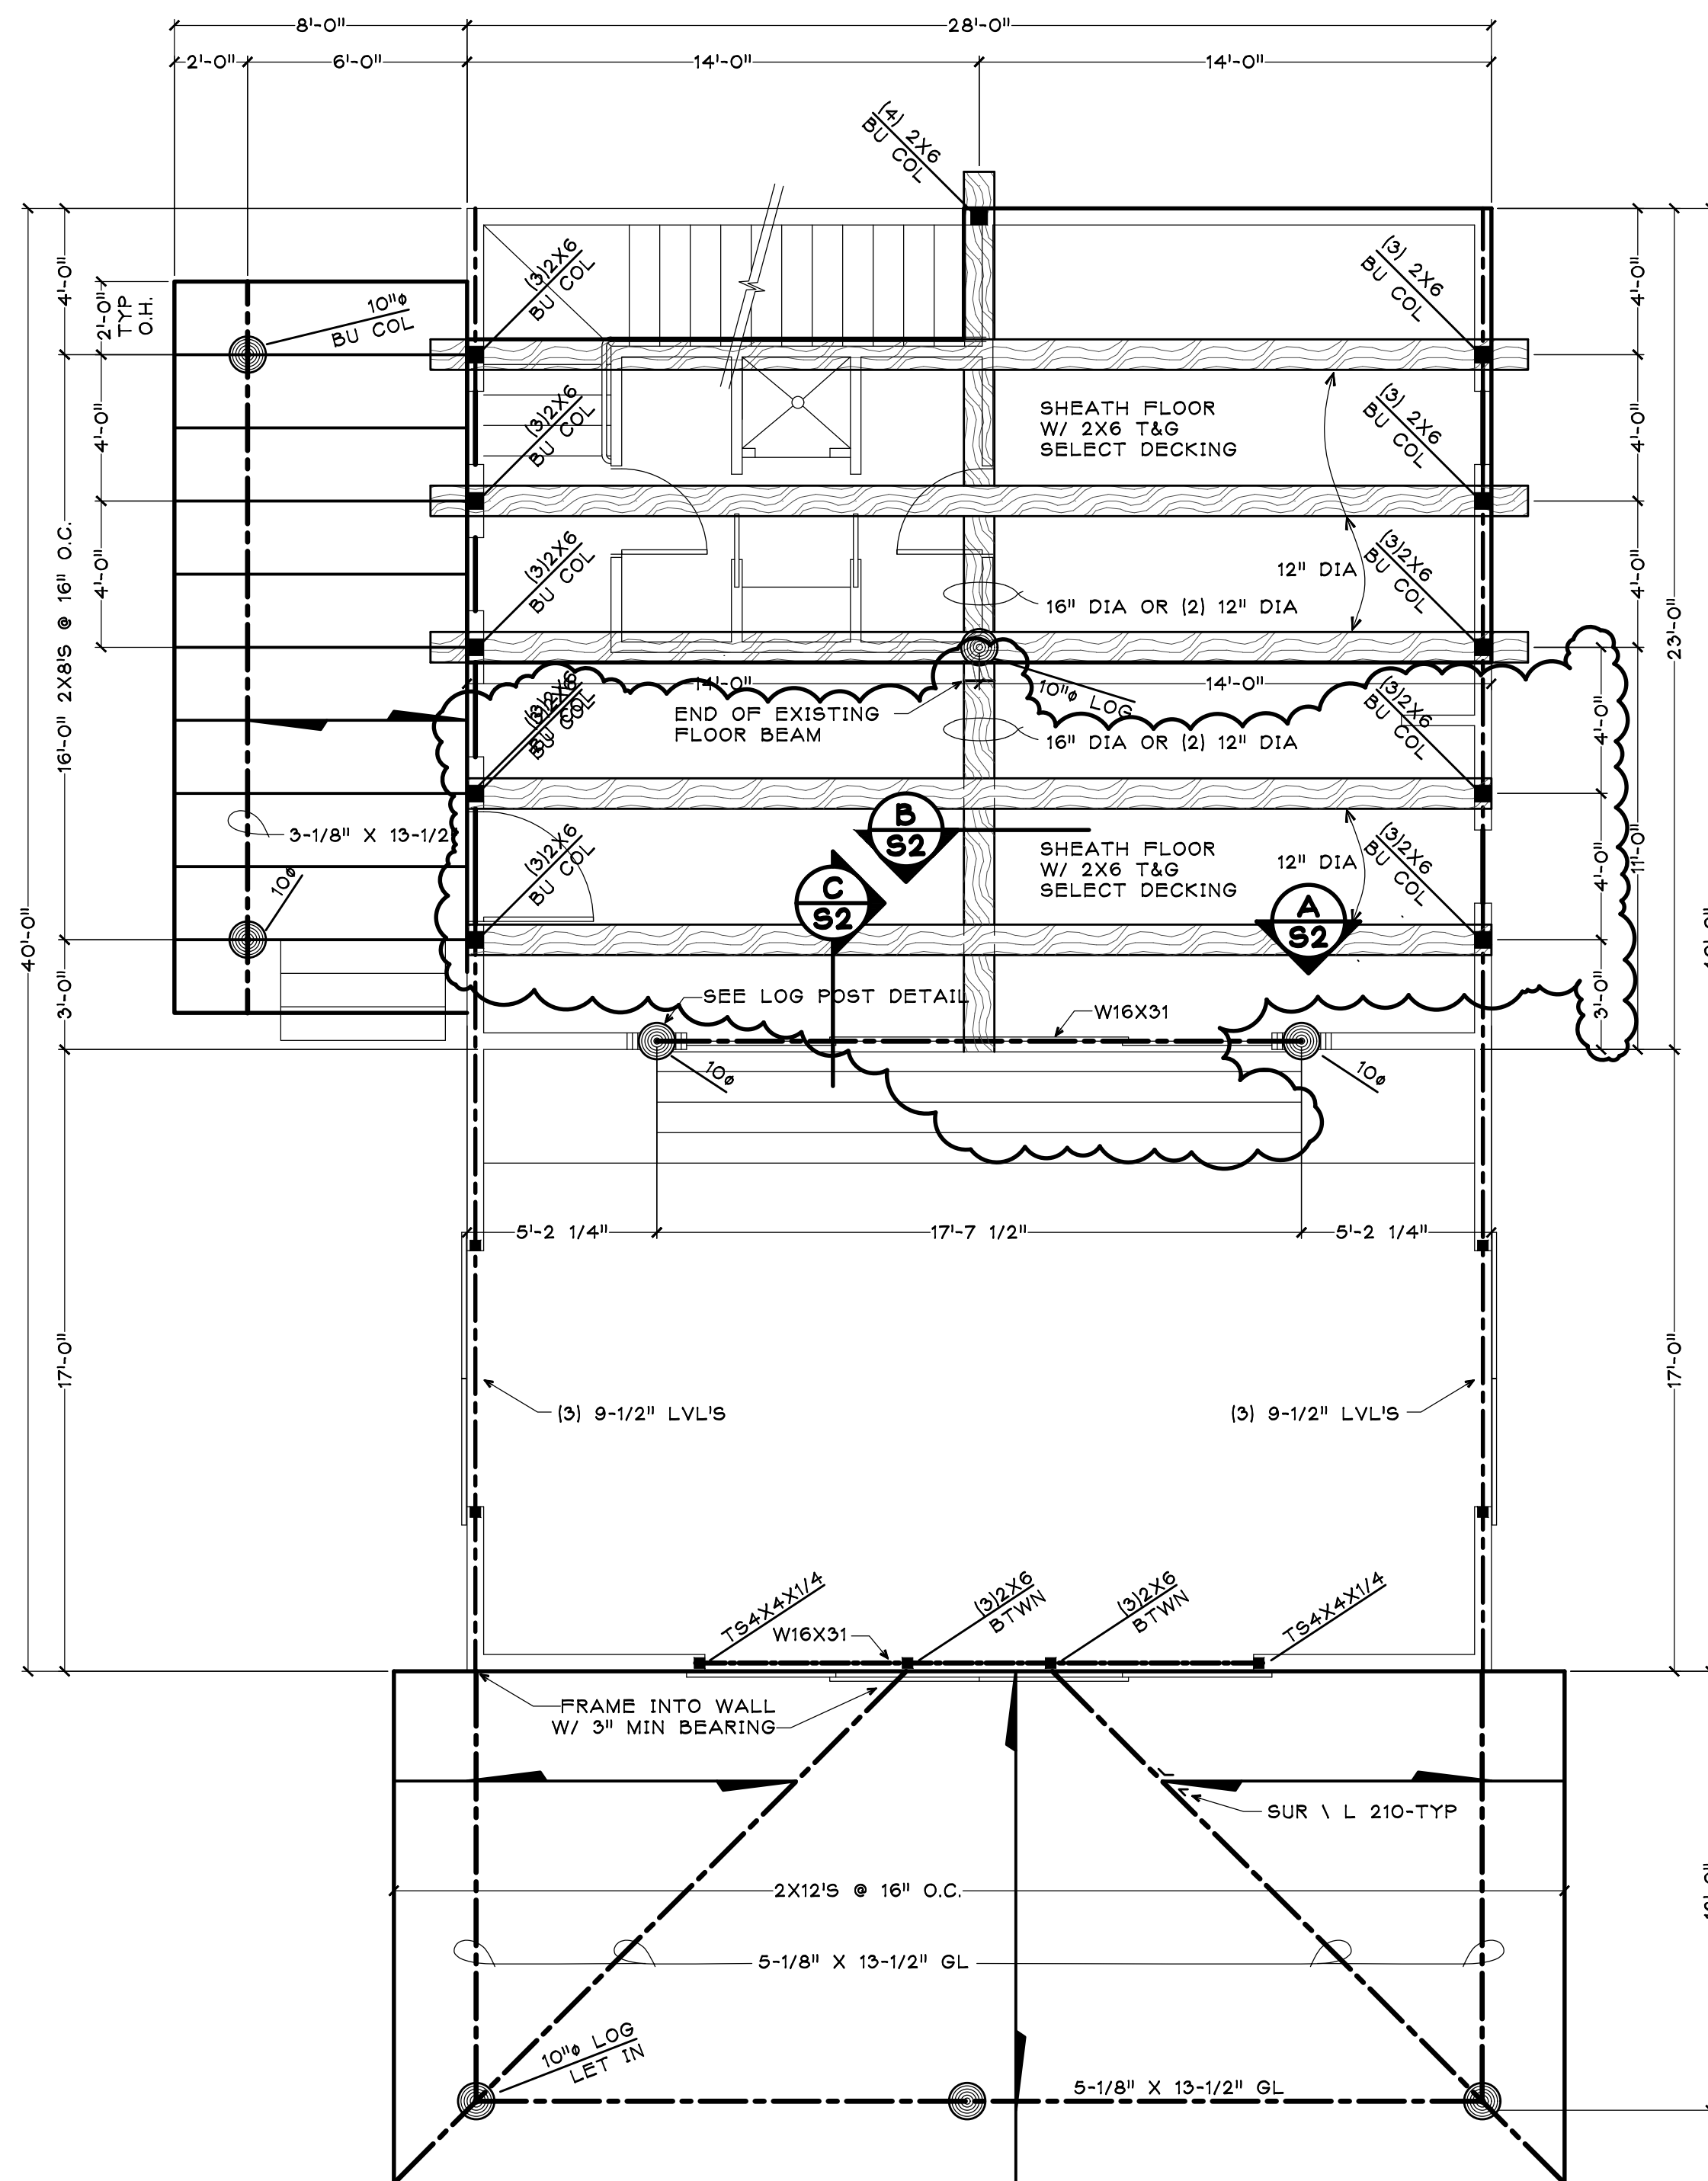 8'-0"
28'-0"
2'-0"
6'-0"
14'-0"
14'-0"
(4) 2X6
BU COL
4'-0"
2'-0"
TYP
O.H.
10"ø
BU COL
(3)2X6
BU COL
(3) 2X6
BU COL
4'-0"
4'-0"
(3)2X6
BU COL
SHEATH FLOOR
W/ 2X6 T&G
SELECT DECKING
(3) 2X6
BU COL
4'-0"
16'-0" 2X8'S @ 16" O.C.
4'-0"
(3)2X6
BU COL
12" DIA
(3)2X6
BU COL
4'-0"
16" DIA OR (2) 12" DIA
23'-0"
14'-0"
14'-0"
10"ø LOG
(3)2X6
BU COL
END OF EXISTING
FLOOR BEAM
16" DIA OR (2) 12" DIA
(3)2X6
BU COL
4'-0"
3-1/8" X 13-1/2"
B
S2
SHEATH FLOOR
W/ 2X6 T&G
SELECT DECKING
12" DIA
(3)2X6
BU COL
(3)2X6
BU COL
4'-0"
11'-0"
10ø
C
S2
A
S2
40'-0"
3'-0"
SEE LOG POST DETAIL
W16X31
3'-0"
10ø
10ø
5'-2 1/4"
17'-7 1/2"
5'-2 1/4"
17'-0"
17'-0"
(3) 9-1/2" LVL'S
(3) 9-1/2" LVL'S
TS4X4X1/4
W16X31
(3)2X6
BTWN
(3)2X6
BTWN
TS4X4X1/4
FRAME INTO WALL
W/ 3" MIN BEARING
SUR \ L 210-TYP
2X12'S @ 16" O.C.
5-1/8" X 13-1/2" GL
10"ø LOG
LET IN
5-1/8" X 13-1/2" GL